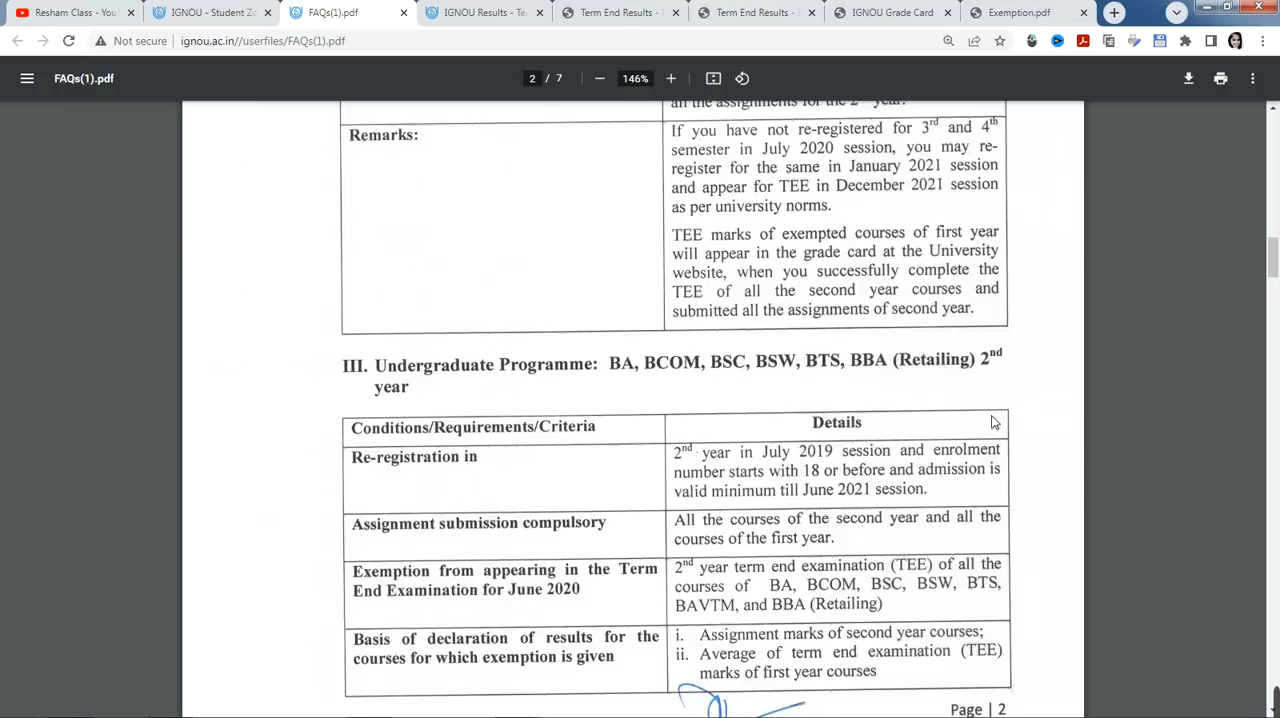 Resham Class - You
IGNOU - Student Zo
FAQs(1).pdf
IGNOU Results - Te
Term End Results -
Term End Results -
IGNOU Grade Card
Exemption.pdf
Not secure | ignou.ac.in//userfiles/FAQs(1).pdf
FAQs(1).pdf
2 / 7
146%
all the assignments for the 2nd year.
Remarks:
If you have not re-registered for 3rd and 4th
semester in July 2020 session, you may re-
register for the same in January 2021 session
and appear for TEE in December 2021 session
as per university norms.
TEE marks of exempted courses of first year
will appear in the grade card at the University
website, when you successfully complete the
TEE of all the second year courses and
submitted all the assignments of second year.
III. Undergraduate Programme: BA, BCOM, BSC, BSW, BTS, BBA (Retailing) 2nd
year
Conditions/Requirements/Criteria
Details
Re-registration in
2nd year in July 2019 session and enrolment
number starts with 18 or before and admission is
valid minimum till June 2021 session.
Assignment submission compulsory
All the courses of the second year and all the
courses of the first year.
Exemption from appearing in the Term
End Examination for June 2020
2nd year term end examination (TEE) of all the
courses of BA, BCOM, BSC, BSW, BTS,
BAVTM, and BBA (Retailing)
Basis of declaration of results for the
courses for which exemption is given
i. Assignment marks of second year courses;
ii. Average of term end examination (TEE)
marks of first year courses
Page | 2